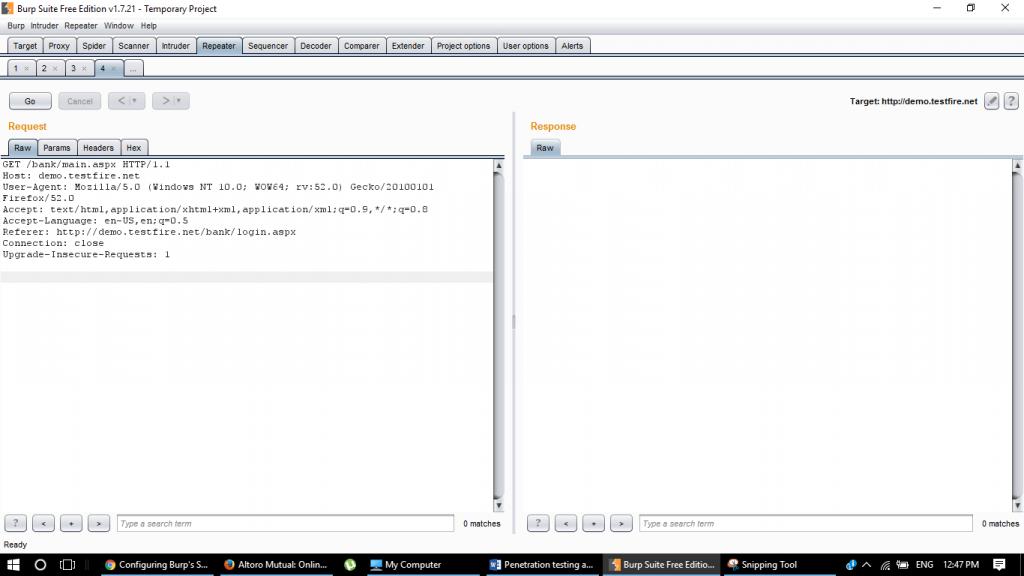 Burp Suite Free Edition v1.7.21 - Temporary Project
Burp Intruder Repeater Window Help
Target Proxy Spider Scanner Intruder Repeater Sequencer Decoder Comparer Extender Project options User options Alerts
1 × 2 × 3 × 4 × ...
Go Cancel < | ▼ > | ▼ Target: http://demo.testfire.net ?
Request
Raw Params Headers Hex
GET /bank/main.aspx HTTP/1.1
Host: demo.testfire.net
User-Agent: Mozilla/5.0 (Windows NT 10.0; WOW64; rv:52.0) Gecko/20100101
Firefox/52.0
Accept: text/html,application/xhtml+xml,application/xml;q=0.9,*/*;q=0.8
Accept-Language: en-US,en;q=0.5
Referer: http://demo.testfire.net/bank/login.aspx
Connection: close
Upgrade-Insecure-Requests: 1
? < + > Type a search term 0 matches
Response
Raw
? < + > Type a search term 0 matches
Ready
Configuring Burp's S... Altoro Mutual: Onlin... My Computer Penetration testing a... Burp Suite Free Editio... Snipping Tool ENG 12:47 PM